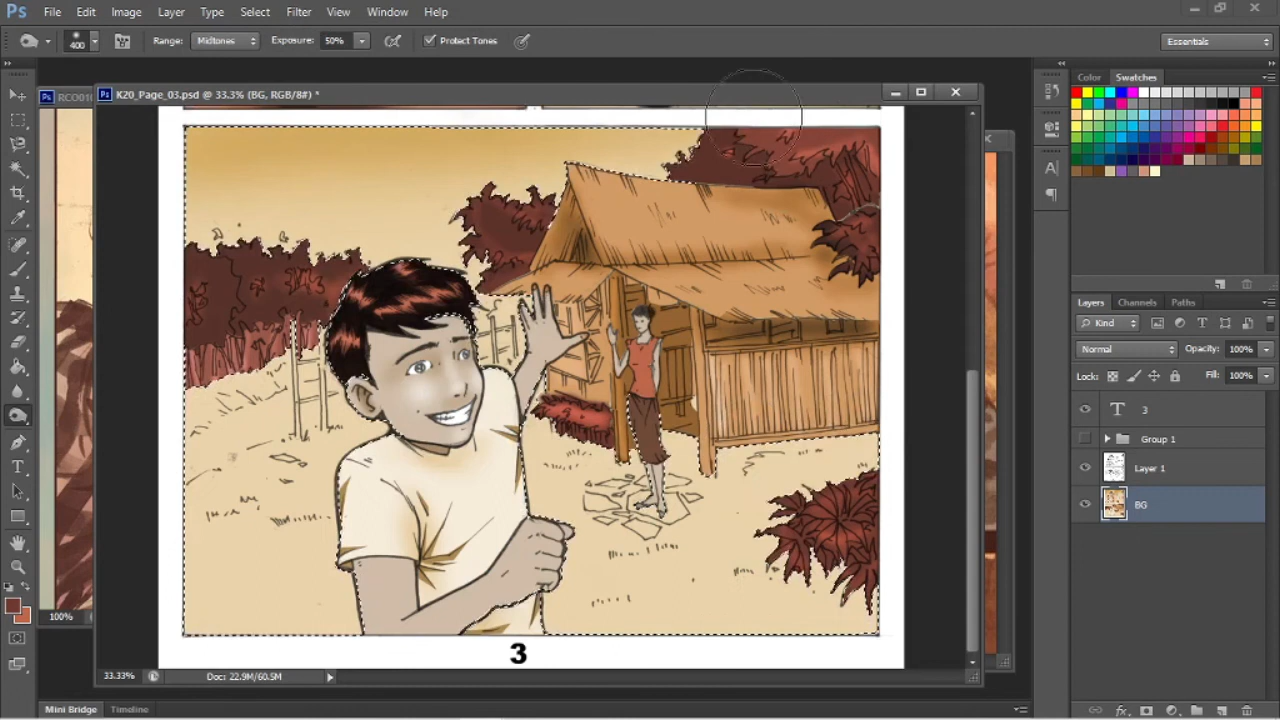 Ps File Edit Image Layer Type Select Filter View Window Help
400 Range: Midtones Exposure: 50% Protect Tones Essentials
K20_Page_03.psd @ 33.3% (BG, RGB/8#) *
RCO01
Color Swatches
Layers Channels Paths
Kind
Normal Opacity: 100%
Lock: Fill: 100%
T 3
Group 1
Layer 1
BG
3
100%
33.33% Doc: 22.9M/60.5M
Mini Bridge Timeline